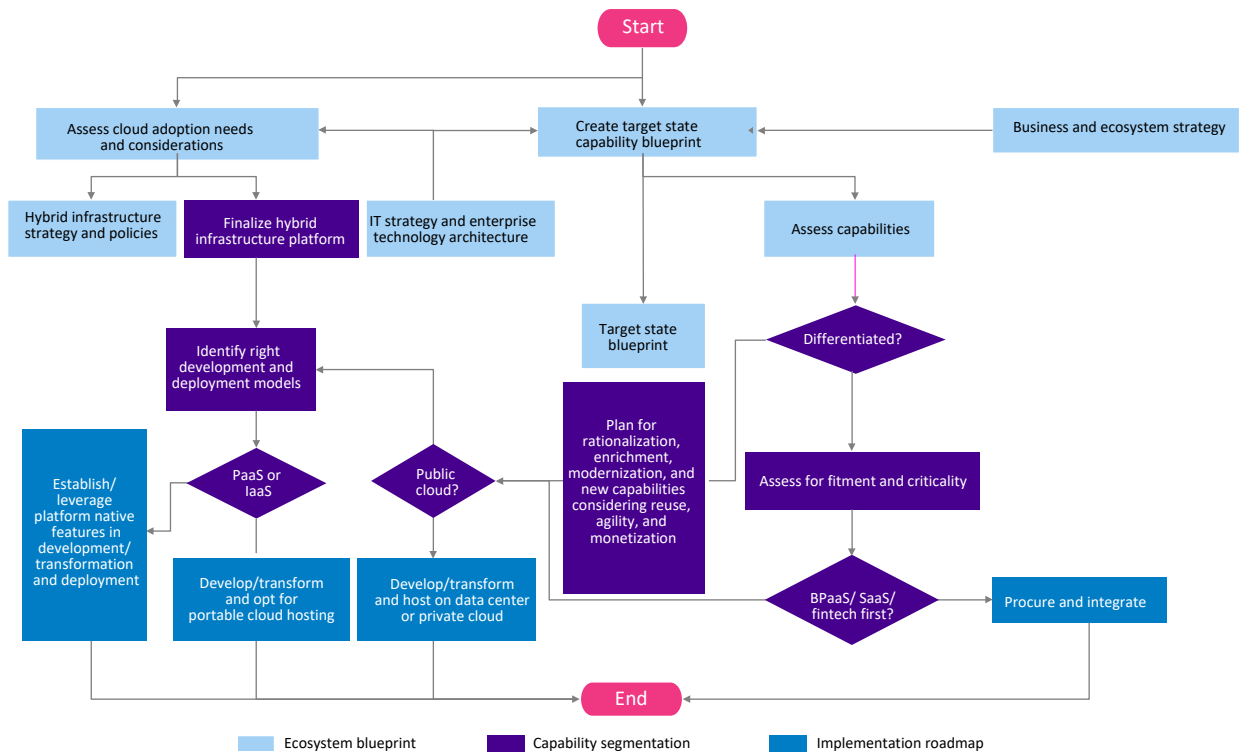 Start
Assess cloud adoption needs
and considerations
Create target state
capability blueprint
Business and ecosystem strategy
Hybrid infrastructure
strategy and policies
Finalize hybrid
infrastructure platform
IT strategy and enterprise
technology architecture
Assess capabilities
Target state
blueprint
Differentiated?
Identify right
development and
deployment models
Plan for
rationalization,
enrichment,
modernization, and
new capabilities
considering reuse,
agility, and
monetization
Assess for fitment and criticality
Establish/
leverage
platform native
features in
development/
transformation
and deployment
PaaS or
IaaS
Public
cloud?
Develop/transform
and opt for
portable cloud hosting
Develop/transform
and host on data center
or private cloud
BPaaS/ SaaS/
fintech first?
Procure and integrate
End
Ecosystem blueprint
Capability segmentation
Implementation roadmap